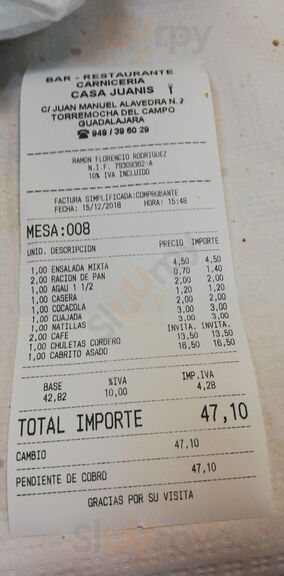 BAR - RESTAURANTE
CARNICERIA
CASA JUANIS
C/ JUAN MANUEL ALAVEDRA N.2
TORREMOCHA DEL CAMPO
GUADALAJARA
☎ 949 / 39 60 29
RAMON FLORENCIO RODRIGUEZ
N.I.F. 79309362-A
10% IVA INCLUIDO
FACTURA SIMPLIFICADA:COMPROBANTE
FECHA: 15/12/2018 HORA: 15:48
MESA:008
UNID. DESCRIPCION PRECIO IMPORTE
1,00 ENSALADA MIXTA 4,50 4,50
2,00 RACION DE PAN 0,70 1,40
1,00 AGAU 1 1/2 2,00 2,00
1,00 CASERA 1,20 1,20
1,00 COCACOLA 2,00 2,00
1,00 CUAJADA 3,00 3,00
1,00 NATILLAS 3,00 3,00
2,00 CAFE INVITA. INVITA.
1,00 CHULETAS CORDERO 13,50 13,50
1,00 CABRITO ASADO 16,50 16,50
BASE %IVA IMP.IVA
42,82 10,00 4,28
TOTAL IMPORTE 47,10
CAMBIO 47,10
PENDIENTE DE COBRO 47,10
GRACIAS POR SU VISITA